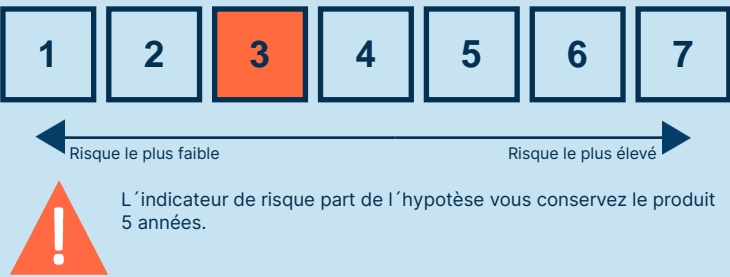 1 2 3 4 5 6 7
Risque le plus faible Risque le plus élevé
!
L´indicateur de risque part de l´hypotèse vous conservez le produit
5 années.